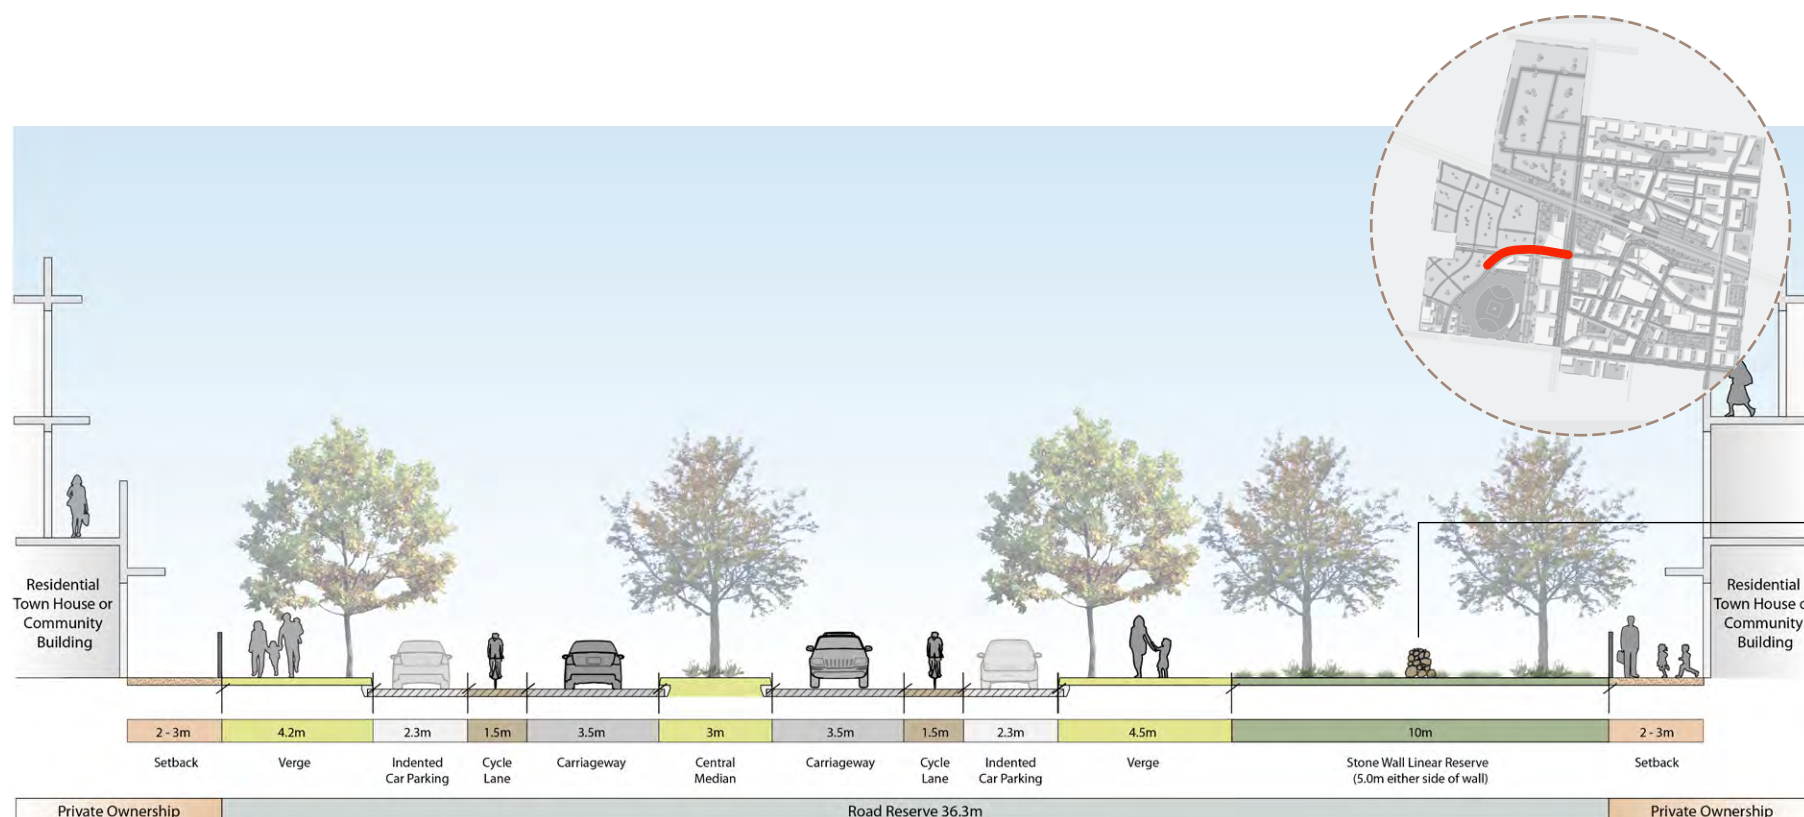 Residential
Town House or
Community
Building
Residential
Town House o
Community
Building
2 - 3m
4.2m
2.3m
1.5m
3.5m
3m
3.5m
1.5m
2.3m
4.5m
10m
2 - 3m
Setback
Verge
Indented
Car Parking
Cycle
Lane
Carriageway
Central
Median
Carriageway
Cycle
Lane
Indented
Car Parking
Verge
Stone Wall Linear Reserve
(5.0m either side of wall)
Setback
Private Ownership
Road Reserve 36.3m
Private Ownership